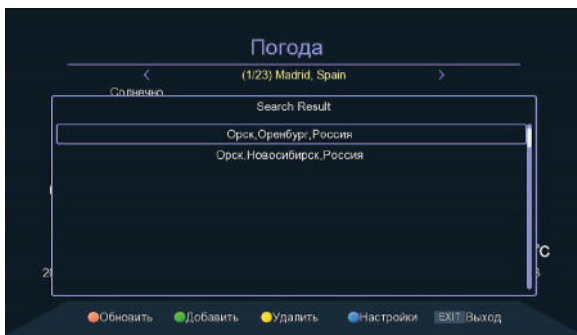 Погода
(1/23) Madrid, Spain
Солнечно
Search Result
Орск,Оренбург,Россия
Орск,Новосибирск,Россия
°C
Обновить Добавить Удалить Настройки EXIT Выход